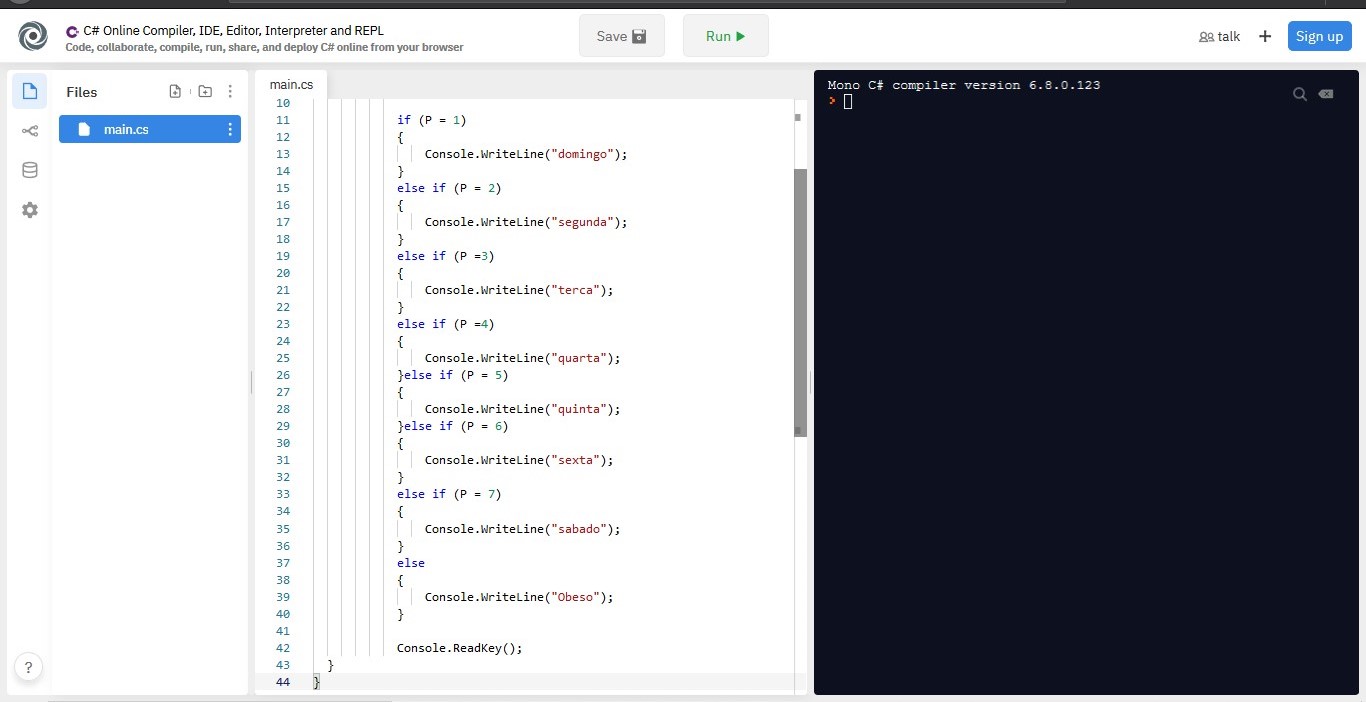 C# Online Compiler, IDE, Editor, Interpreter and REPL
Code, collaborate, compile, run, share, and deploy C# online from your browser
Save
Run
talk
+
Sign up
Files
main.cs
main.cs
10
11 if (P = 1)
12 {
13 Console.WriteLine("domingo");
14 }
15 else if (P = 2)
16 {
17 Console.WriteLine("segunda");
18 }
19 else if (P =3)
20 {
21 Console.WriteLine("terca");
22 }
23 else if (P =4)
24 {
25 Console.WriteLine("quarta");
26 }else if (P = 5)
27 {
28 Console.WriteLine("quinta");
29 }else if (P = 6)
30 {
31 Console.WriteLine("sexta");
32 }
33 else if (P = 7)
34 {
35 Console.WriteLine("sabado");
36 }
37 else
38 {
39 Console.WriteLine("Obeso");
40 }
41
42 Console.ReadKey();
43 }
44 }
Mono C# compiler version 6.8.0.123
>
?